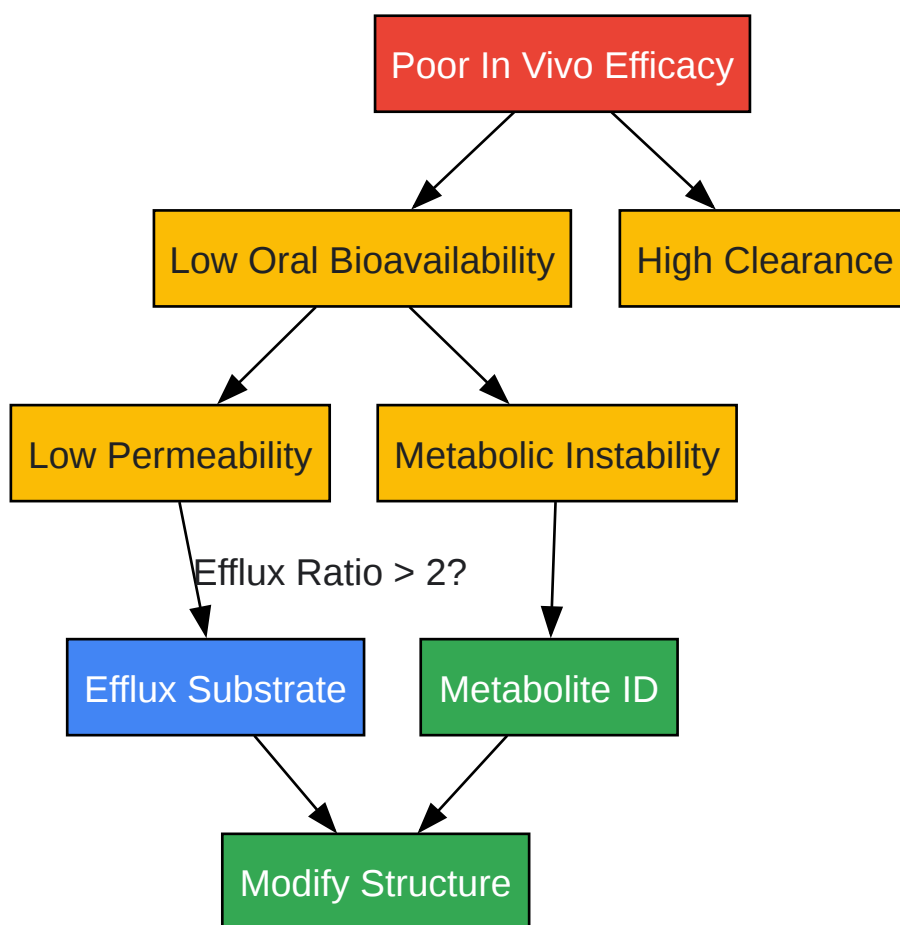 Poor In Vivo Efficacy
Low Oral Bioavailability
High Clearance
Low Permeability
Metabolic Instability
Efflux Ratio > 2?
Efflux Substrate
Metabolite ID
Modify Structure